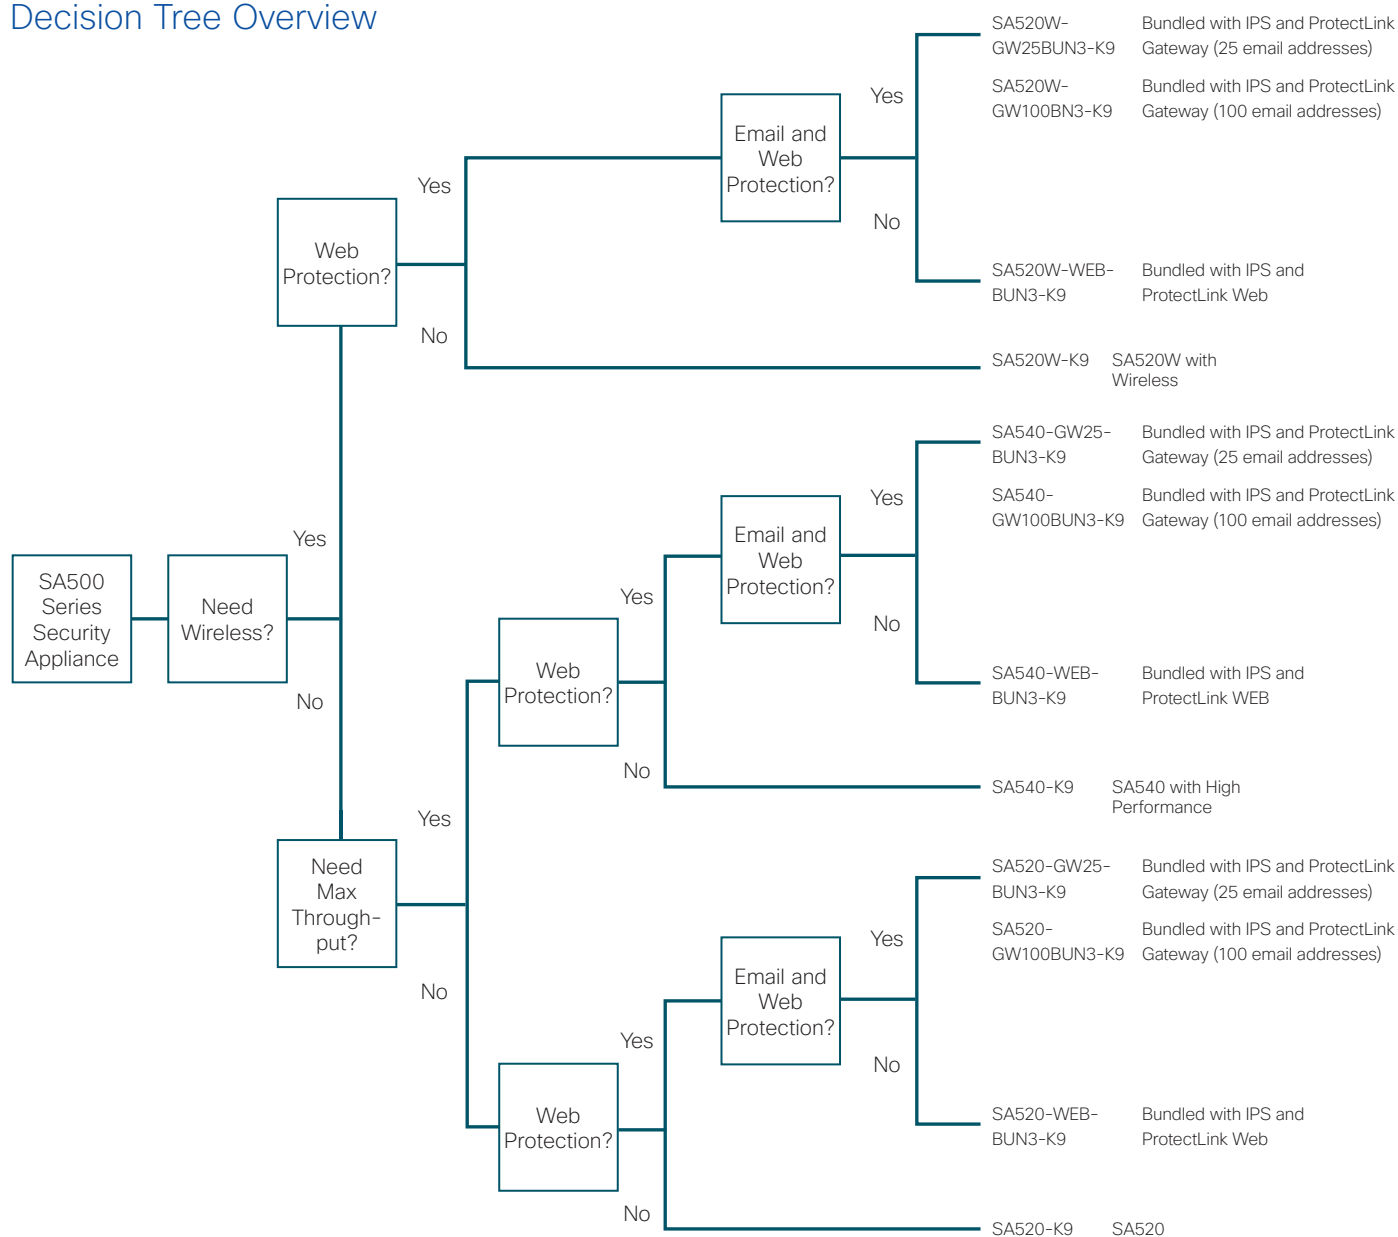 Decision Tree Overview
SA520W- Bundled with IPS and ProtectLink
GW25BUN3-K9 Gateway (25 email addresses)
SA520W- Bundled with IPS and ProtectLink
GW100BN3-K9 Gateway (100 email addresses)
Yes
Email and
Web
Protection?
No
Yes
Web
Protection?
No
SA520W-WEB- Bundled with IPS and
BUN3-K9 ProtectLink Web
SA520W-K9 SA520W with
Wireless
SA540-GW25- Bundled with IPS and ProtectLink
BUN3-K9 Gateway (25 email addresses)
SA540- Bundled with IPS and ProtectLink
GW100BUN3-K9 Gateway (100 email addresses)
Yes
Email and
Web
Protection?
No
Yes
SA500
Series
Security
Appliance
Need
Wireless?
No
Yes
Web
Protection?
No
SA540-WEB- Bundled with IPS and
BUN3-K9 ProtectLink WEB
SA540-K9 SA540 with High
Performance
Yes
Need
Max
Through-
put?
No
SA520-GW25- Bundled with IPS and ProtectLink
BUN3-K9 Gateway (25 email addresses)
SA520- Bundled with IPS and ProtectLink
GW100BUN3-K9 Gateway (100 email addresses)
Yes
Email and
Web
Protection?
No
Yes
Web
Protection?
No
SA520-WEB- Bundled with IPS and
BUN3-K9 ProtectLink Web
SA520-K9 SA520